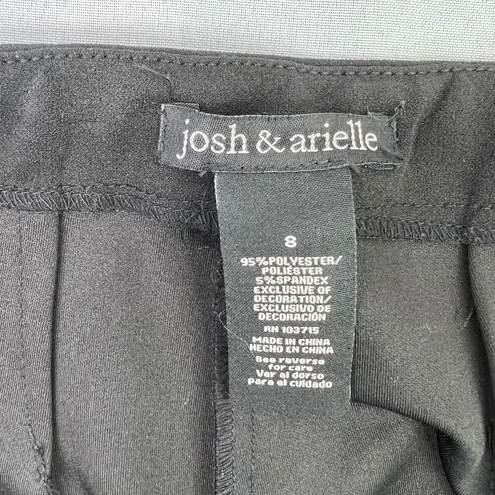 josh & arielle
8
95%POLYESTER/
POLIÉSTER
5%SPANDEX
EXCLUSIVE OF
DECORATION/
EXCLUSIVO DE
DECORACIÓN
RN 103715
MADE IN CHINA
HECHO EN CHINA
See reverse
for care
Ver al dorso
para el cuidado